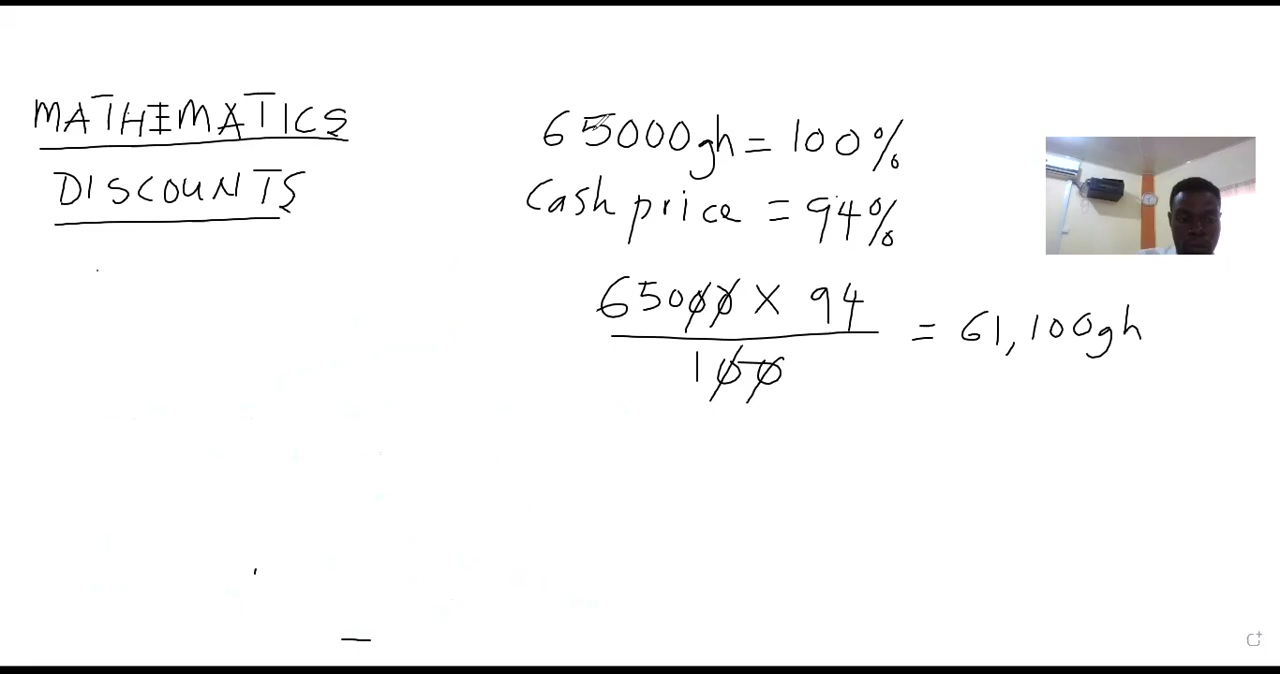 MATHEMATICS
DISCOUNTS
65000gh = 100%
Cash price = 94%
65000 X 94
100
= 61,100gh